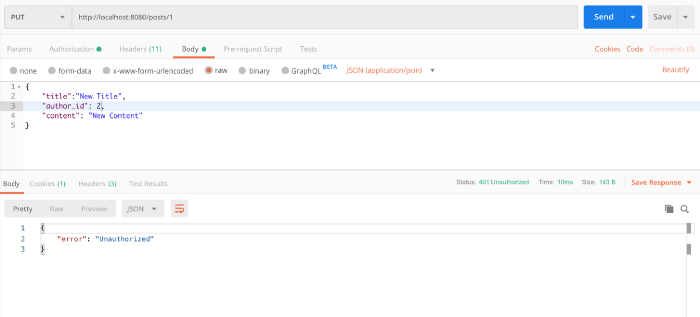 PUT http://localhost:8080/posts/1 Send Save
Params Authorization Headers (11) Body Pre-request Script Tests Cookies Code Comments (0)
none form-data x-www-form-urlencoded raw binary GraphQL BETA JSON (application/json) Beautify
1 {
2 "title":"New Title",
3 "author_id": 2,
4 "content": "New Content"
5 }
Body Cookies (1) Headers (3) Test Results Status: 401 Unauthorized Time: 10ms Size: 143 B Save Response
Pretty Raw Preview JSON
1 {
2 "error": "Unauthorized"
3 }